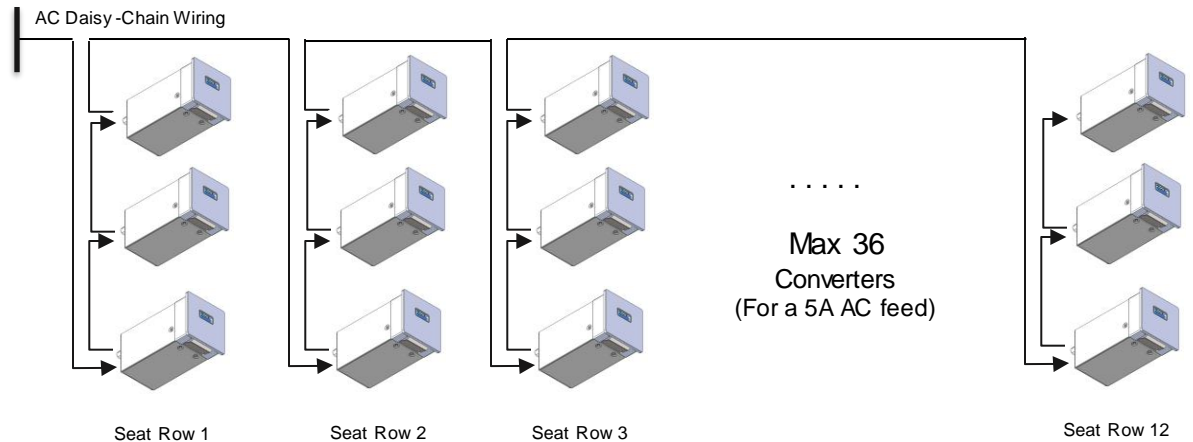 AC Daisy-Chain Wiring
. . . . .
Max 36
Converters
(For a 5A AC feed)
Seat Row 1
Seat Row 2
Seat Row 3
Seat Row 12